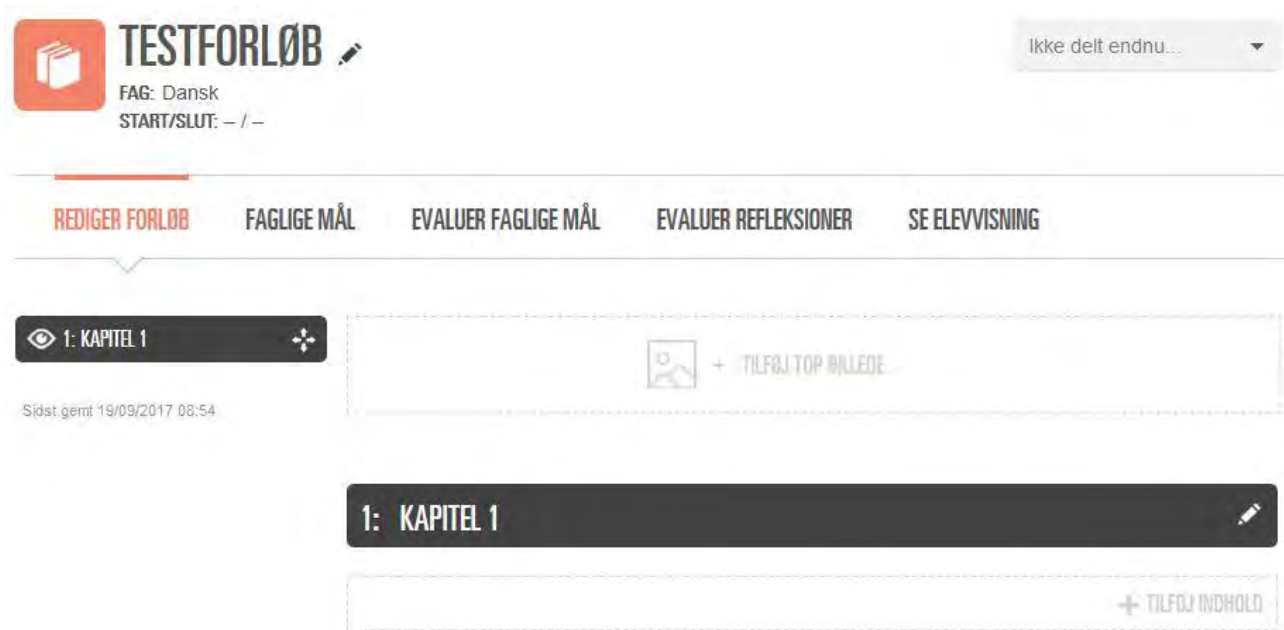 TESTFORLØB
Ikke delt endnu...
FAG: Dansk
START/SLUT: – / –
REDIGER FORLØB FAGLIGE MÅL EVALUER FAGLIGE MÅL EVALUER REFLEKSIONER SE ELEVVISNING
1: KAPITEL 1
+ TILFØJ TOP BILLEDE
Sidst gemt 19/09/2017 08:54
1: KAPITEL 1
+ TILFØJ INDHOLD